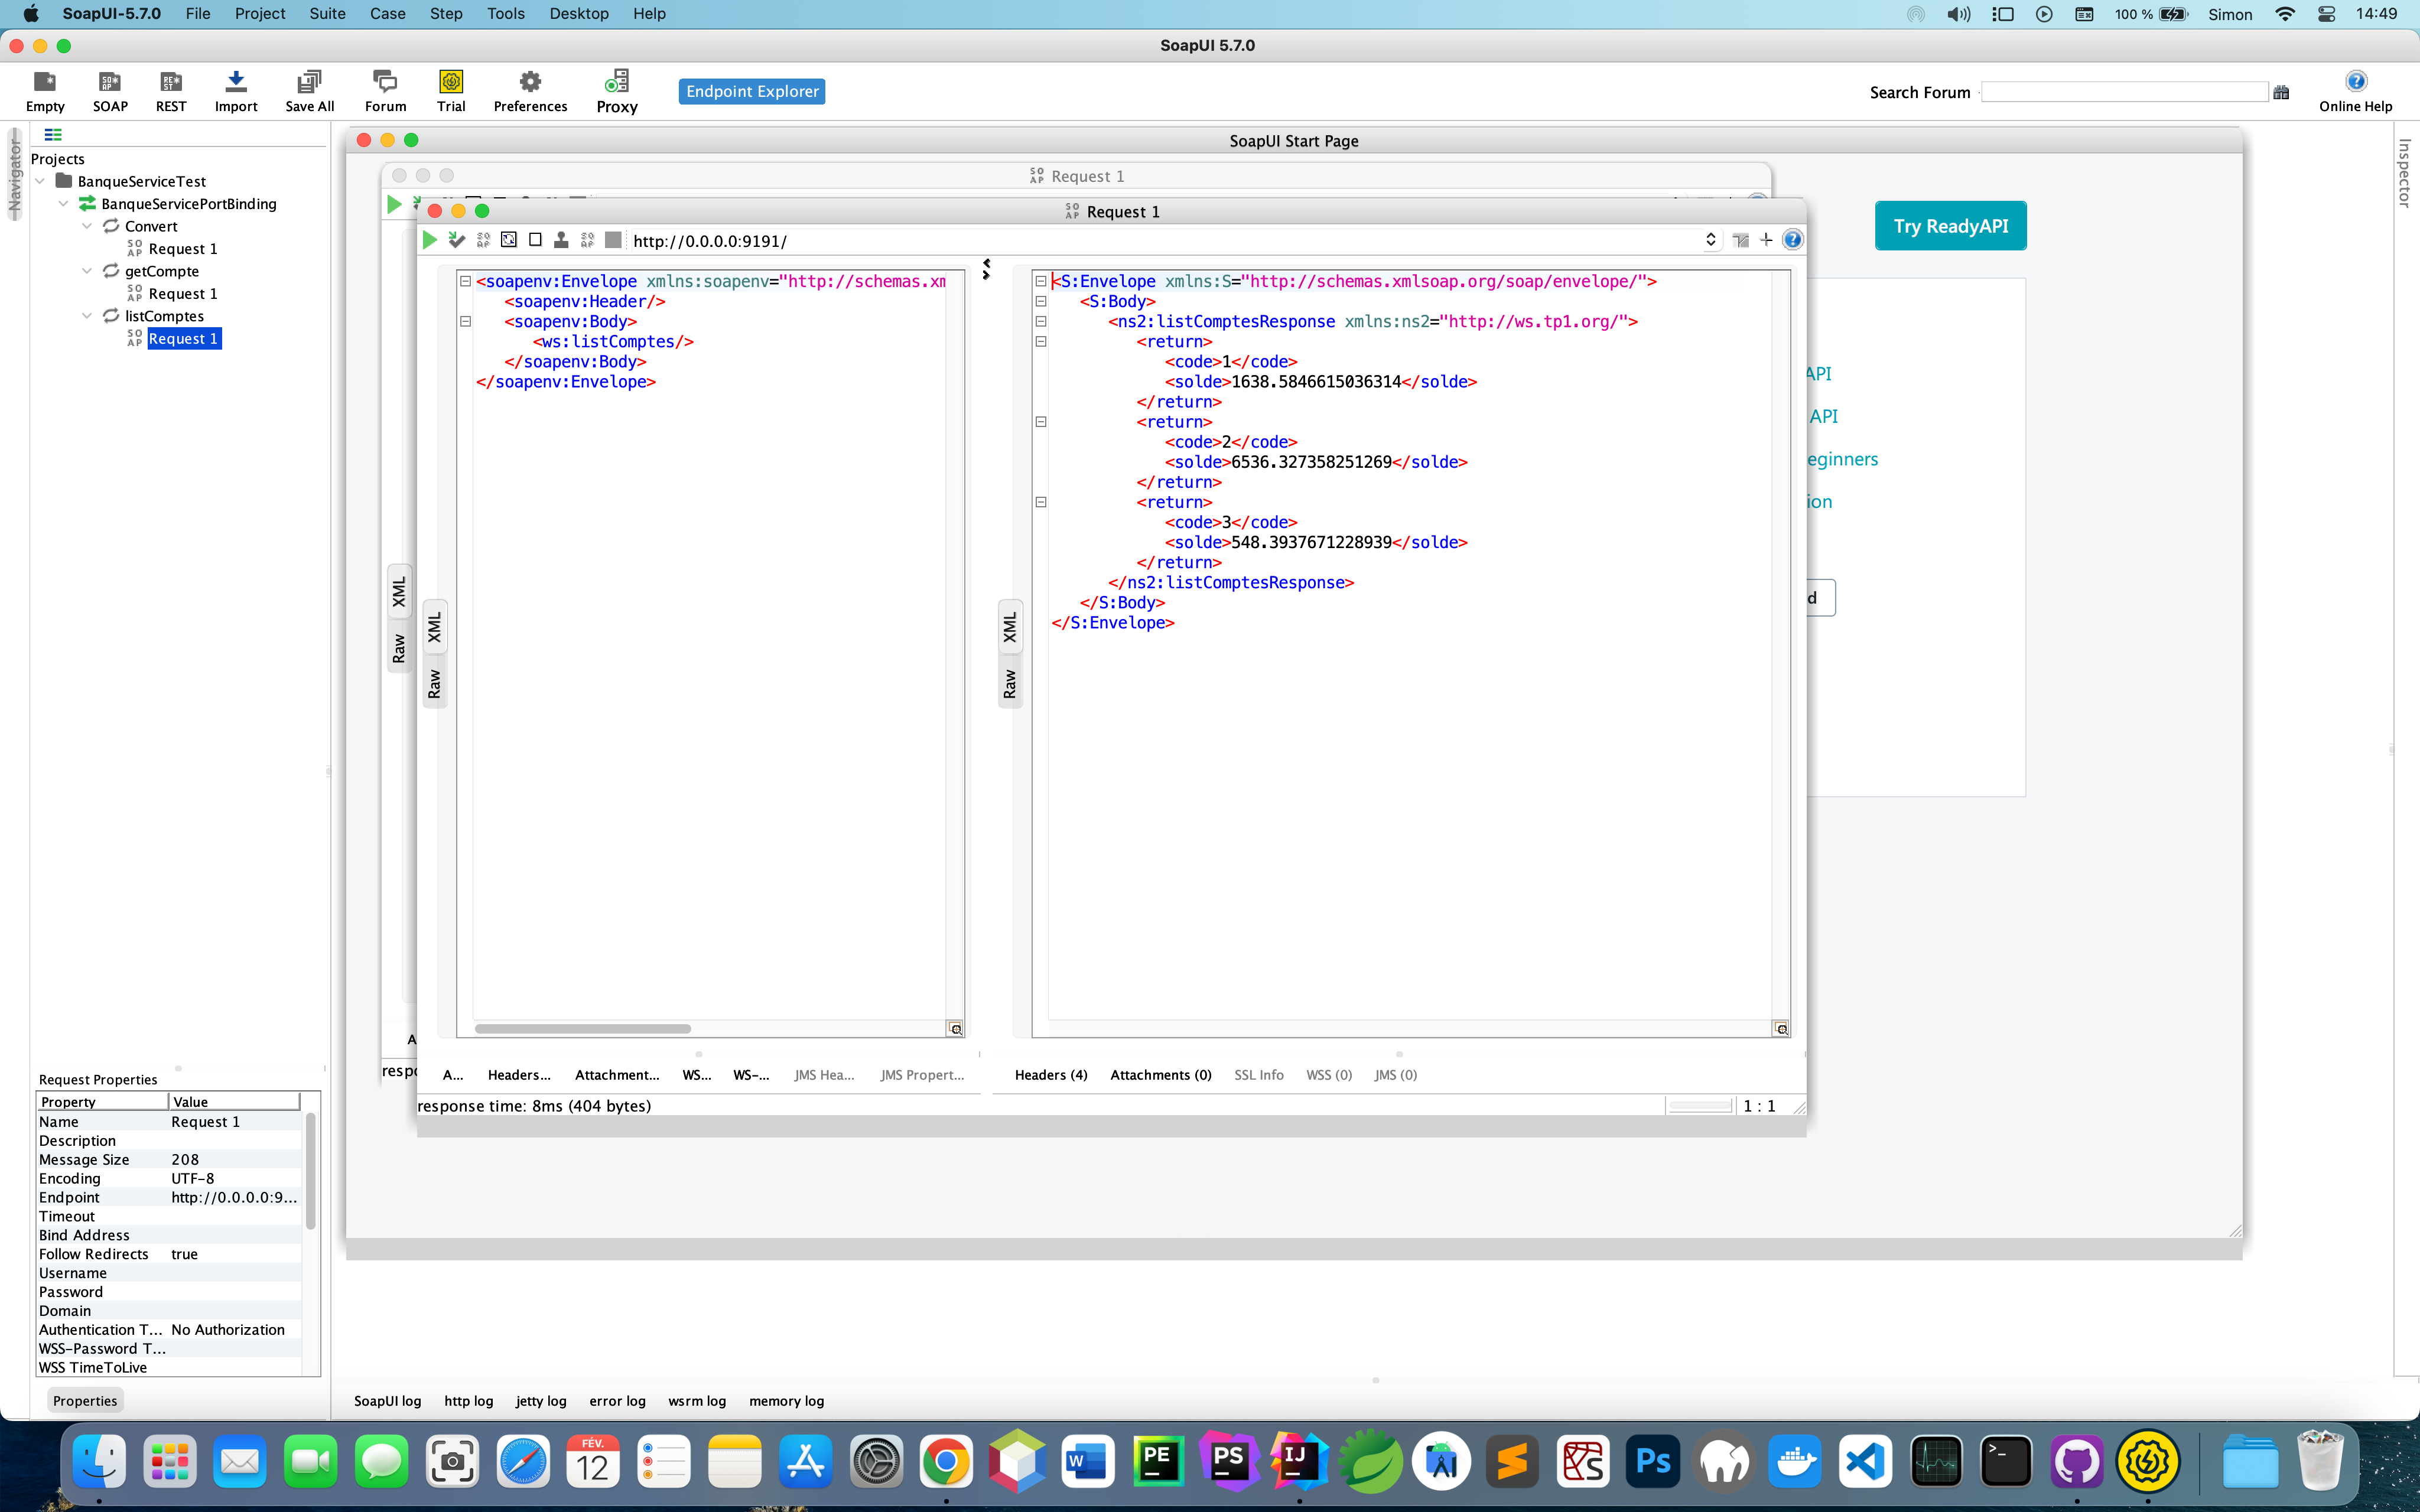 SoapUI-5.7.0 File Project Suite Case Step Tools Desktop Help 100 % Simon 14:49
SoapUI 5.7.0
Empty SOAP REST Import Save All Forum Trial Preferences Proxy Endpoint Explorer Search Forum Online Help
Navigator
Inspector
Projects
BanqueServiceTest
BanqueServicePortBinding
Convert
Request 1
getCompte
Request 1
listComptes
Request 1
SoapUI Start Page
Request 1
Try ReadyAPI
API
API
eginners
ion
d
XML
Raw
Request 1
http://0.0.0.0:9191/
XML
Raw
<soapenv:Envelope xmlns:soapenv="http://schemas.xm
<soapenv:Header/>
<soapenv:Body>
<ws:listComptes/>
</soapenv:Body>
</soapenv:Envelope>
XML
Raw
<S:Envelope xmlns:S="http://schemas.xmlsoap.org/soap/envelope/">
<S:Body>
<ns2:listComptesResponse xmlns:ns2="http://ws.tp1.org/">
<return>
<code>1</code>
<solde>1638.5846615036314</solde>
</return>
<return>
<code>2</code>
<solde>6536.327358251269</solde>
</return>
<return>
<code>3</code>
<solde>548.3937671228939</solde>
</return>
</ns2:listComptesResponse>
</S:Body>
</S:Envelope>
A
resp
A... Headers... Attachment... WS... WS-... JMS Hea... JMS Propert...
Headers (4) Attachments (0) SSL Info WSS (0) JMS (0)
response time: 8ms (404 bytes) 1 : 1
Request Properties
Property Value
Name Request 1
Description
Message Size 208
Encoding UTF-8
Endpoint http://0.0.0.0:9...
Timeout
Bind Address
Follow Redirects true
Username
Password
Domain
Authentication T... No Authorization
WSS-Password T...
WSS TimeToLive
Properties
SoapUI log http log jetty log error log wsrm log memory log
FÉV.
12
W
PE
PS
IJ
Ps